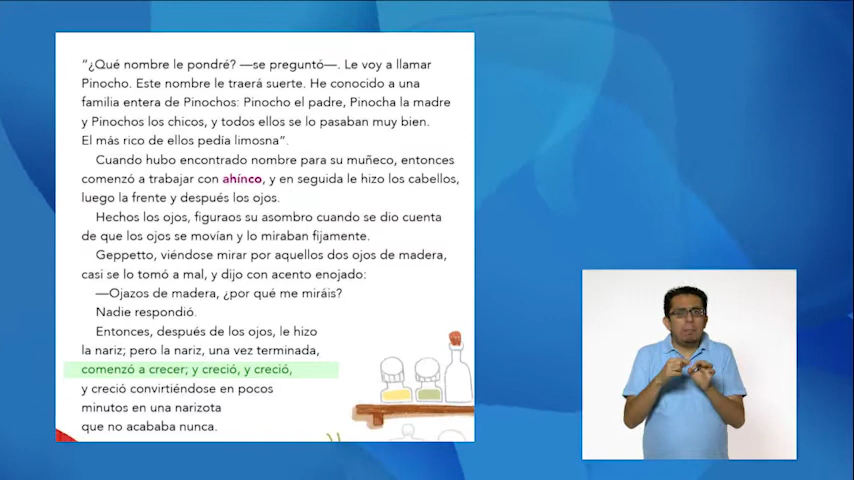 “¿Qué nombre le pondré? —se preguntó—. Le voy a llamar
Pinocho. Este nombre le traerá suerte. He conocido a una
familia entera de Pinochos: Pinocho el padre, Pinocha la madre
y Pinochos los chicos, y todos ellos se lo pasaban muy bien.
El más rico de ellos pedía limosna”.
Cuando hubo encontrado nombre para su muñeco, entonces
comenzó a trabajar con ahínco, y en seguida le hizo los cabellos,
luego la frente y después los ojos.
Hechos los ojos, figuraos su asombro cuando se dio cuenta
de que los ojos se movían y lo miraban fijamente.
Geppetto, viéndose mirar por aquellos dos ojos de madera,
casi se lo tomó a mal, y dijo con acento enojado:
—Ojazos de madera, ¿por qué me miráis?
Nadie respondió.
Entonces, después de los ojos, le hizo
la nariz; pero la nariz, una vez terminada,
comenzó a crecer; y creció, y creció,
y creció convirtiéndose en pocos
minutos en una narizota
que no acababa nunca.